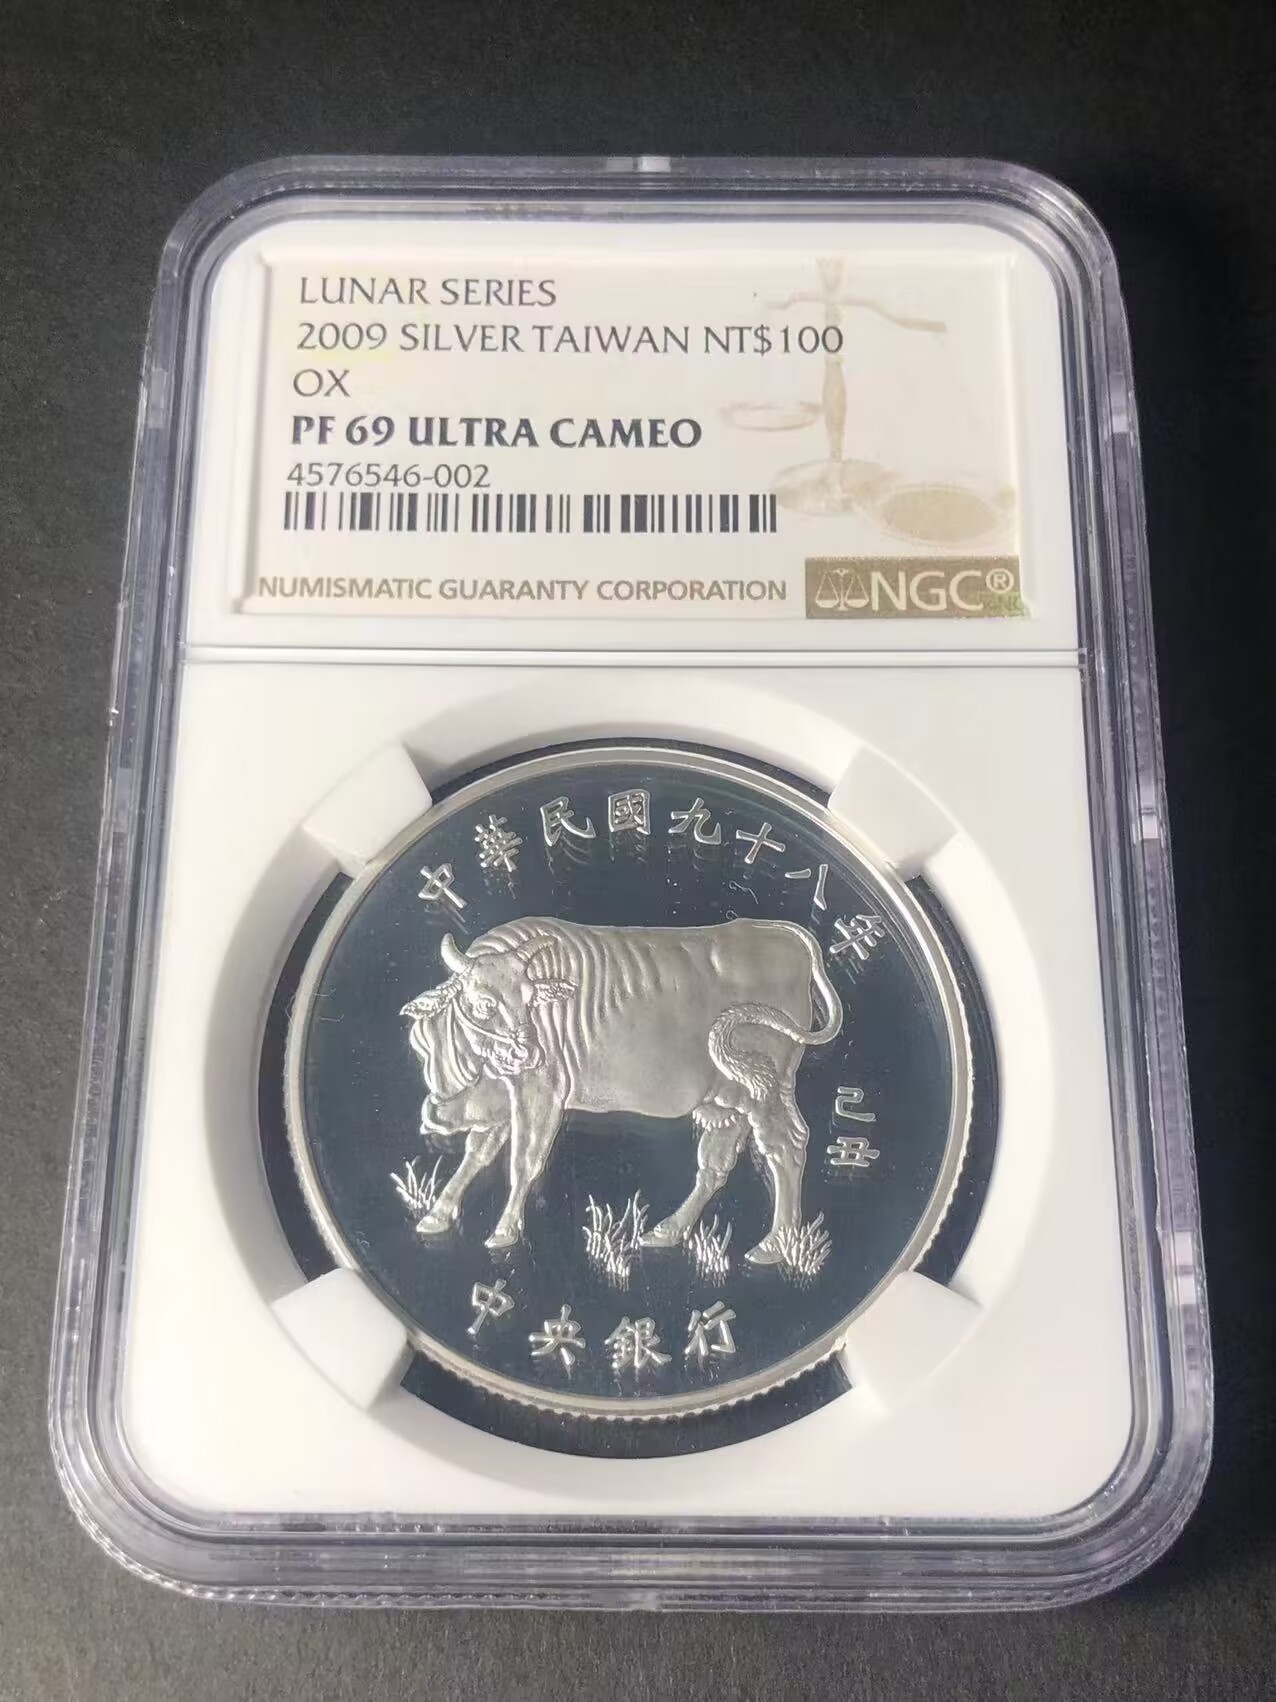 LUNAR SERIES
2009 SILVER TAIWAN NT$100
OX
PF 69 ULTRA CAMEO
4576546-002
NUMISMATIC GUARANTY CORPORATION
NGC®
中華民國九十八年
己丑
中央銀行